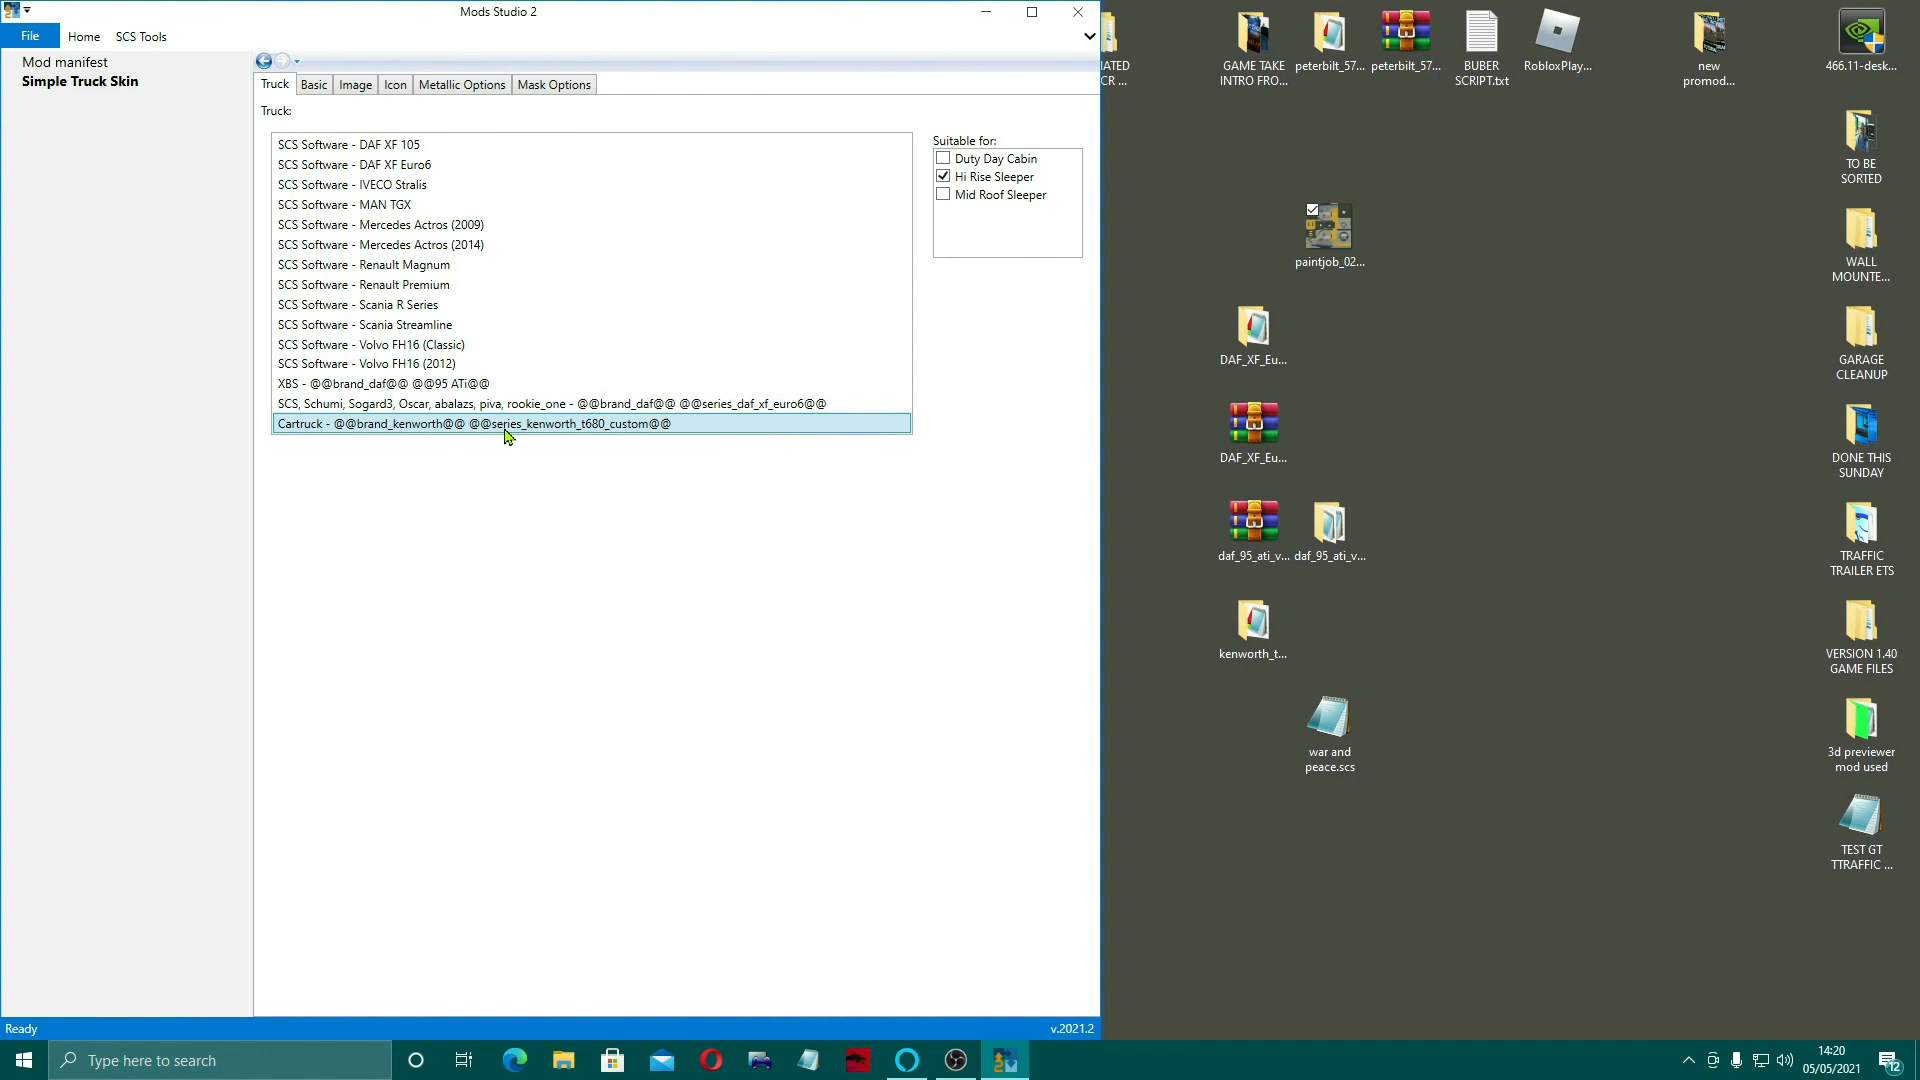 Mods Studio 2
File
Home
SCS Tools
Mod manifest
Simple Truck Skin
Truck
Basic
Image
Icon
Metallic Options
Mask Options
Truck:
SCS Software - DAF XF 105
SCS Software - DAF XF Euro6
SCS Software - IVECO Stralis
SCS Software - MAN TGX
SCS Software - Mercedes Actros (2009)
SCS Software - Mercedes Actros (2014)
SCS Software - Renault Magnum
SCS Software - Renault Premium
SCS Software - Scania R Series
SCS Software - Scania Streamline
SCS Software - Volvo FH16 (Classic)
SCS Software - Volvo FH16 (2012)
XBS - @@brand_daf@@ @@95 ATi@@
SCS, Schumi, Sogard3, Oscar, abalazs, piva, rookie_one - @@brand_daf@@ @@series_daf_xf_euro6@@
Cartruck - @@brand_kenworth@@ @@series_kenworth_t680_custom@@
Suitable for:
Duty Day Cabin
Hi Rise Sleeper
Mid Roof Sleeper
Ready
v.2021.2
IATED
CR ...
GAME TAKE
INTRO FRO...
peterbilt_57...
peterbilt_57...
BUBER
SCRIPT.txt
RobloxPlay...
new
promod...
466.11-desk...
TO BE
SORTED
paintjob_02...
WALL
MOUNTE...
DAF_XF_Eu...
GARAGE
CLEANUP
DAF_XF_Eu...
DONE THIS
SUNDAY
daf_95_ati_v...
daf_95_ati_v...
TRAFFIC
TRAILER ETS
kenworth_t...
VERSION 1.40
GAME FILES
war and
peace.scs
3d previewer
mod used
TEST GT
TTRAFFIC ...
Type here to search
14:20
05/05/2021
12